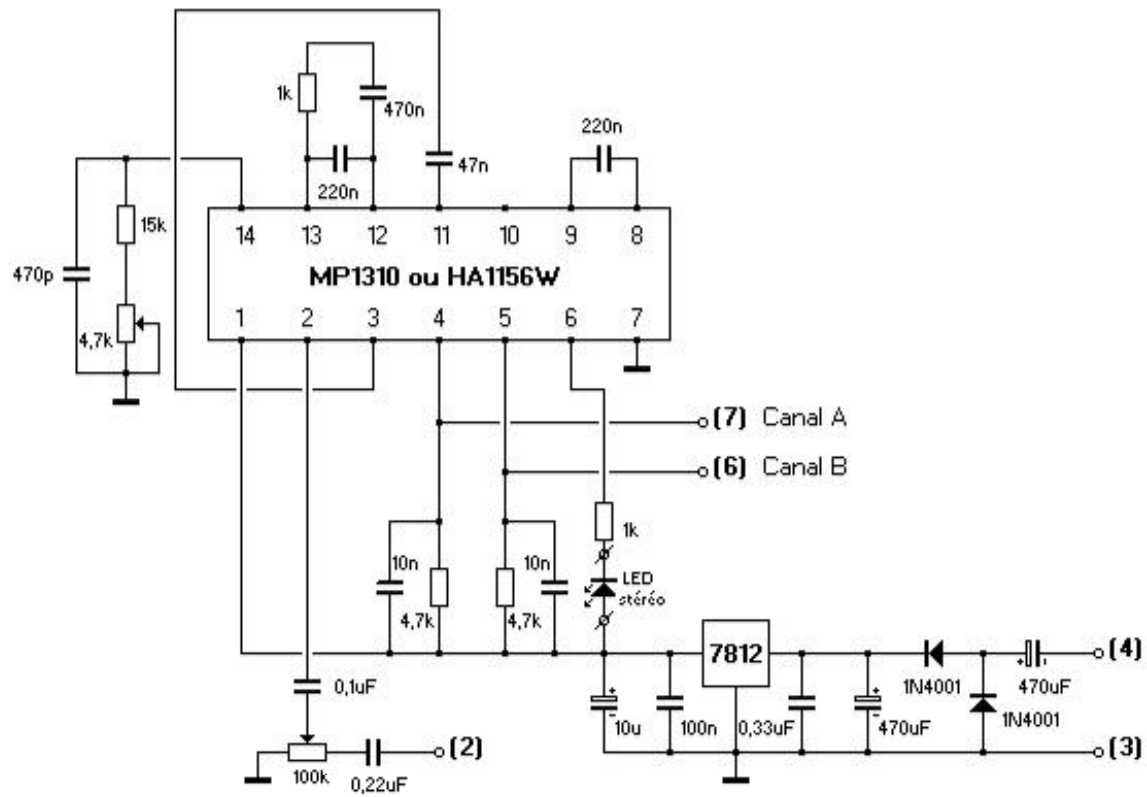 1k
470n
220n
47n
220n
15k
470p
4,7k
14 13 12 11 10 9 8
MP1310 ou HA1156W
1 2 3 4 5 6 7
(7) Canal A
(6) Canal B
1k
10n
10n
LED
stéréo
4,7k
4,7k
7812
(4)
1N4001
470uF
1N4001
0,1uF
+
-
10u
100n
0,33uF
+
-
470uF
+
-
(2)
(3)
100k
0,22uF